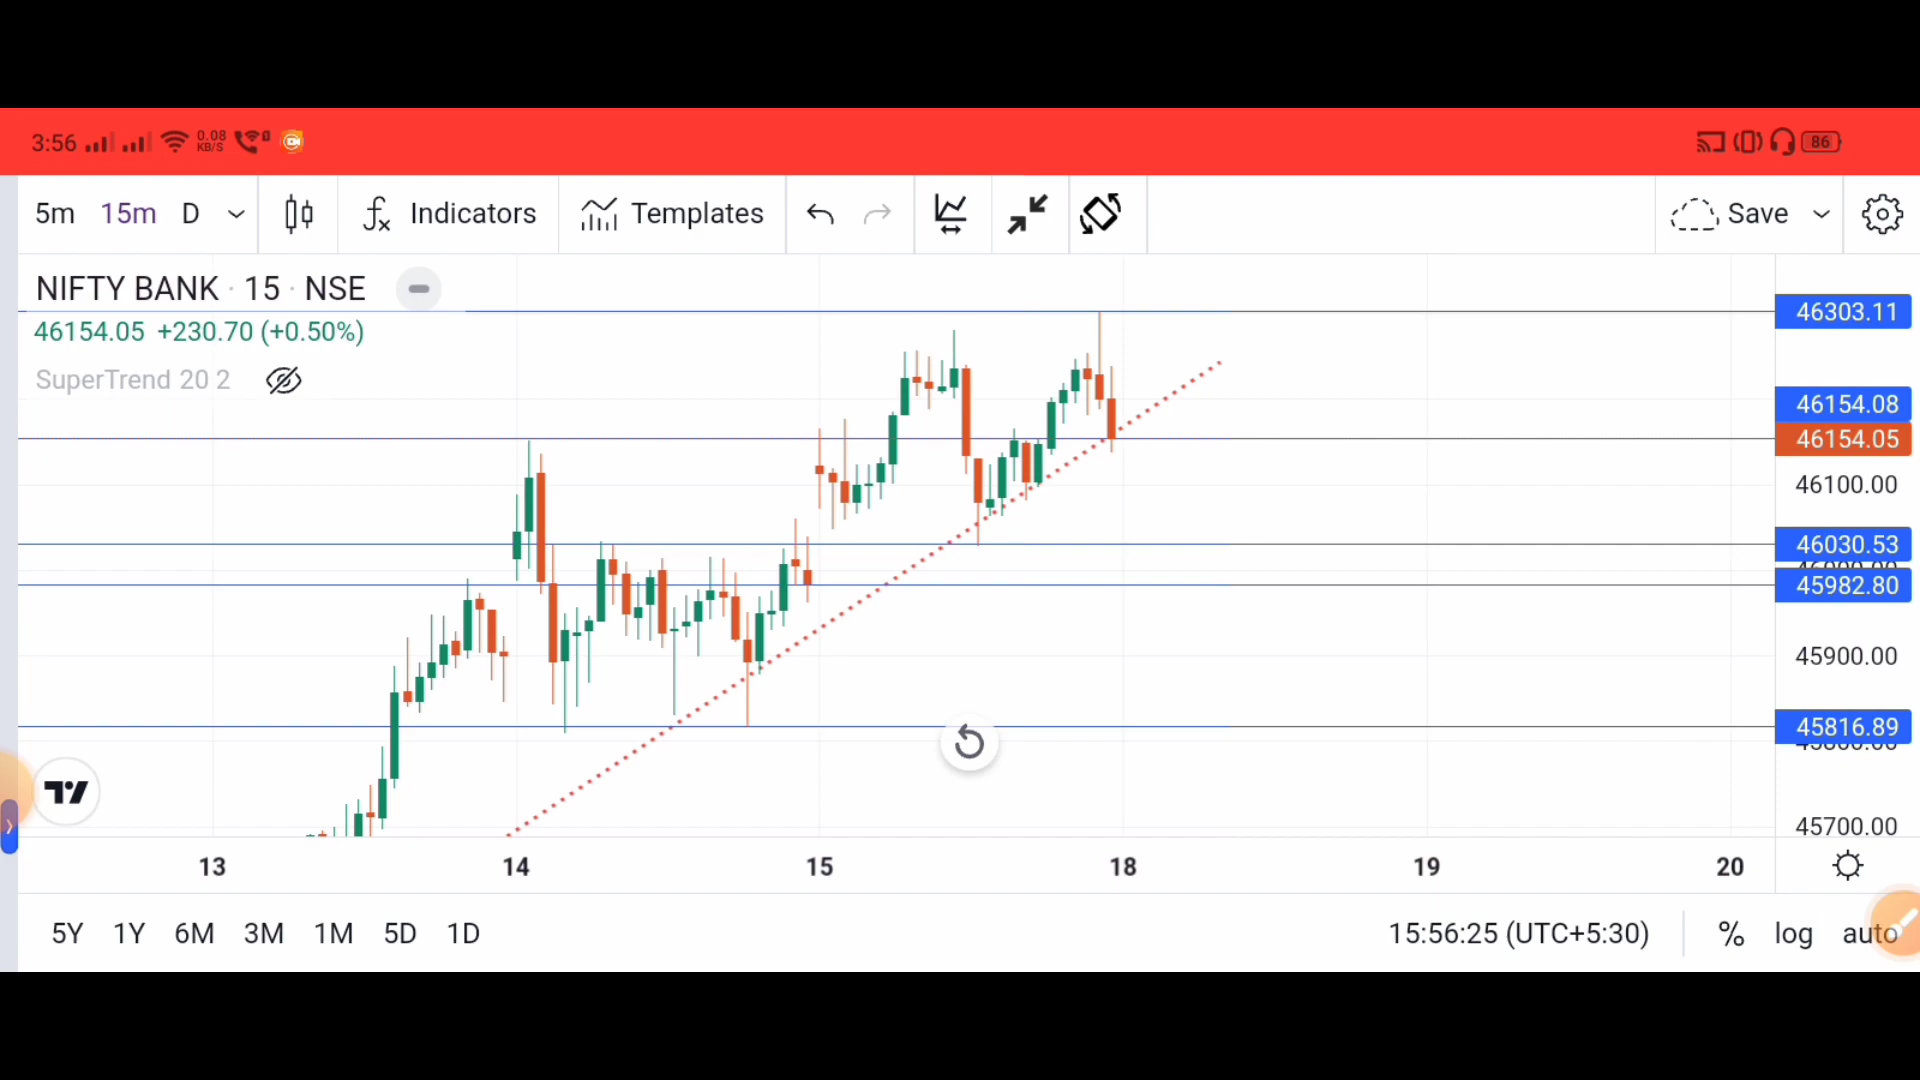 3:56 0.08 KB/S 86
5m 15m D Indicators Templates Save
NIFTY BANK · 15 · NSE
46154.05 +230.70 (+0.50%)
SuperTrend 20 2
46303.11
46154.08
46154.05
46100.00
46030.53
45982.80
45900.00
45816.89
45700.00
13 14 15 18 19 20
5Y 1Y 6M 3M 1M 5D 1D 15:56:25 (UTC+5:30) % log auto